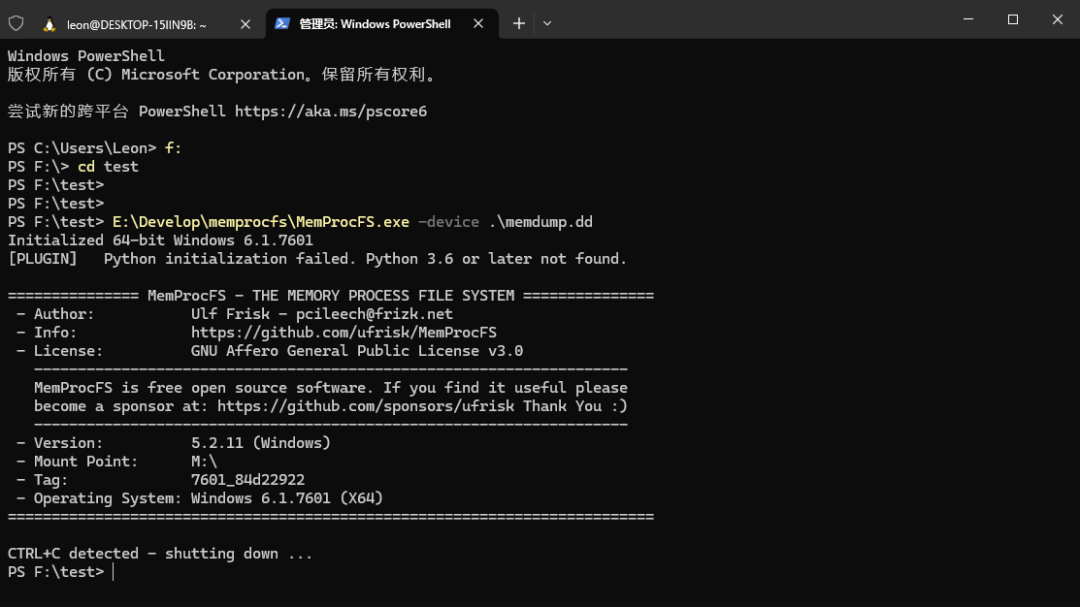 leon@DESKTOP-15IIN9B: ~
管理员: Windows PowerShell
Windows PowerShell
版权所有 (C) Microsoft Corporation。保留所有权利。
尝试新的跨平台 PowerShell https://aka.ms/pscore6
PS C:\Users\Leon> f:
PS F:\> cd test
PS F:\test>
PS F:\test>
PS F:\test> E:\Develop\memprocfs\MemProcFS.exe -device .\memdump.dd
Initialized 64-bit Windows 6.1.7601
[PLUGIN]   Python initialization failed. Python 3.6 or later not found.
=============== MemProcFS - THE MEMORY PROCESS FILE SYSTEM ===============
 - Author:           Ulf Frisk - pcileech@frizk.net
 - Info:             https://github.com/ufrisk/MemProcFS
 - License:          GNU Affero General Public License v3.0
   --------------------------------------------------------------------
   MemProcFS is free open source software. If you find it useful please
   become a sponsor at: https://github.com/sponsors/ufrisk Thank You :)
   --------------------------------------------------------------------
 - Version:          5.2.11 (Windows)
 - Mount Point:      M:\
 - Tag:              7601_84d22922
 - Operating System: Windows 6.1.7601 (X64)
==========================================================================
CTRL+C detected - shutting down ...
PS F:\test>